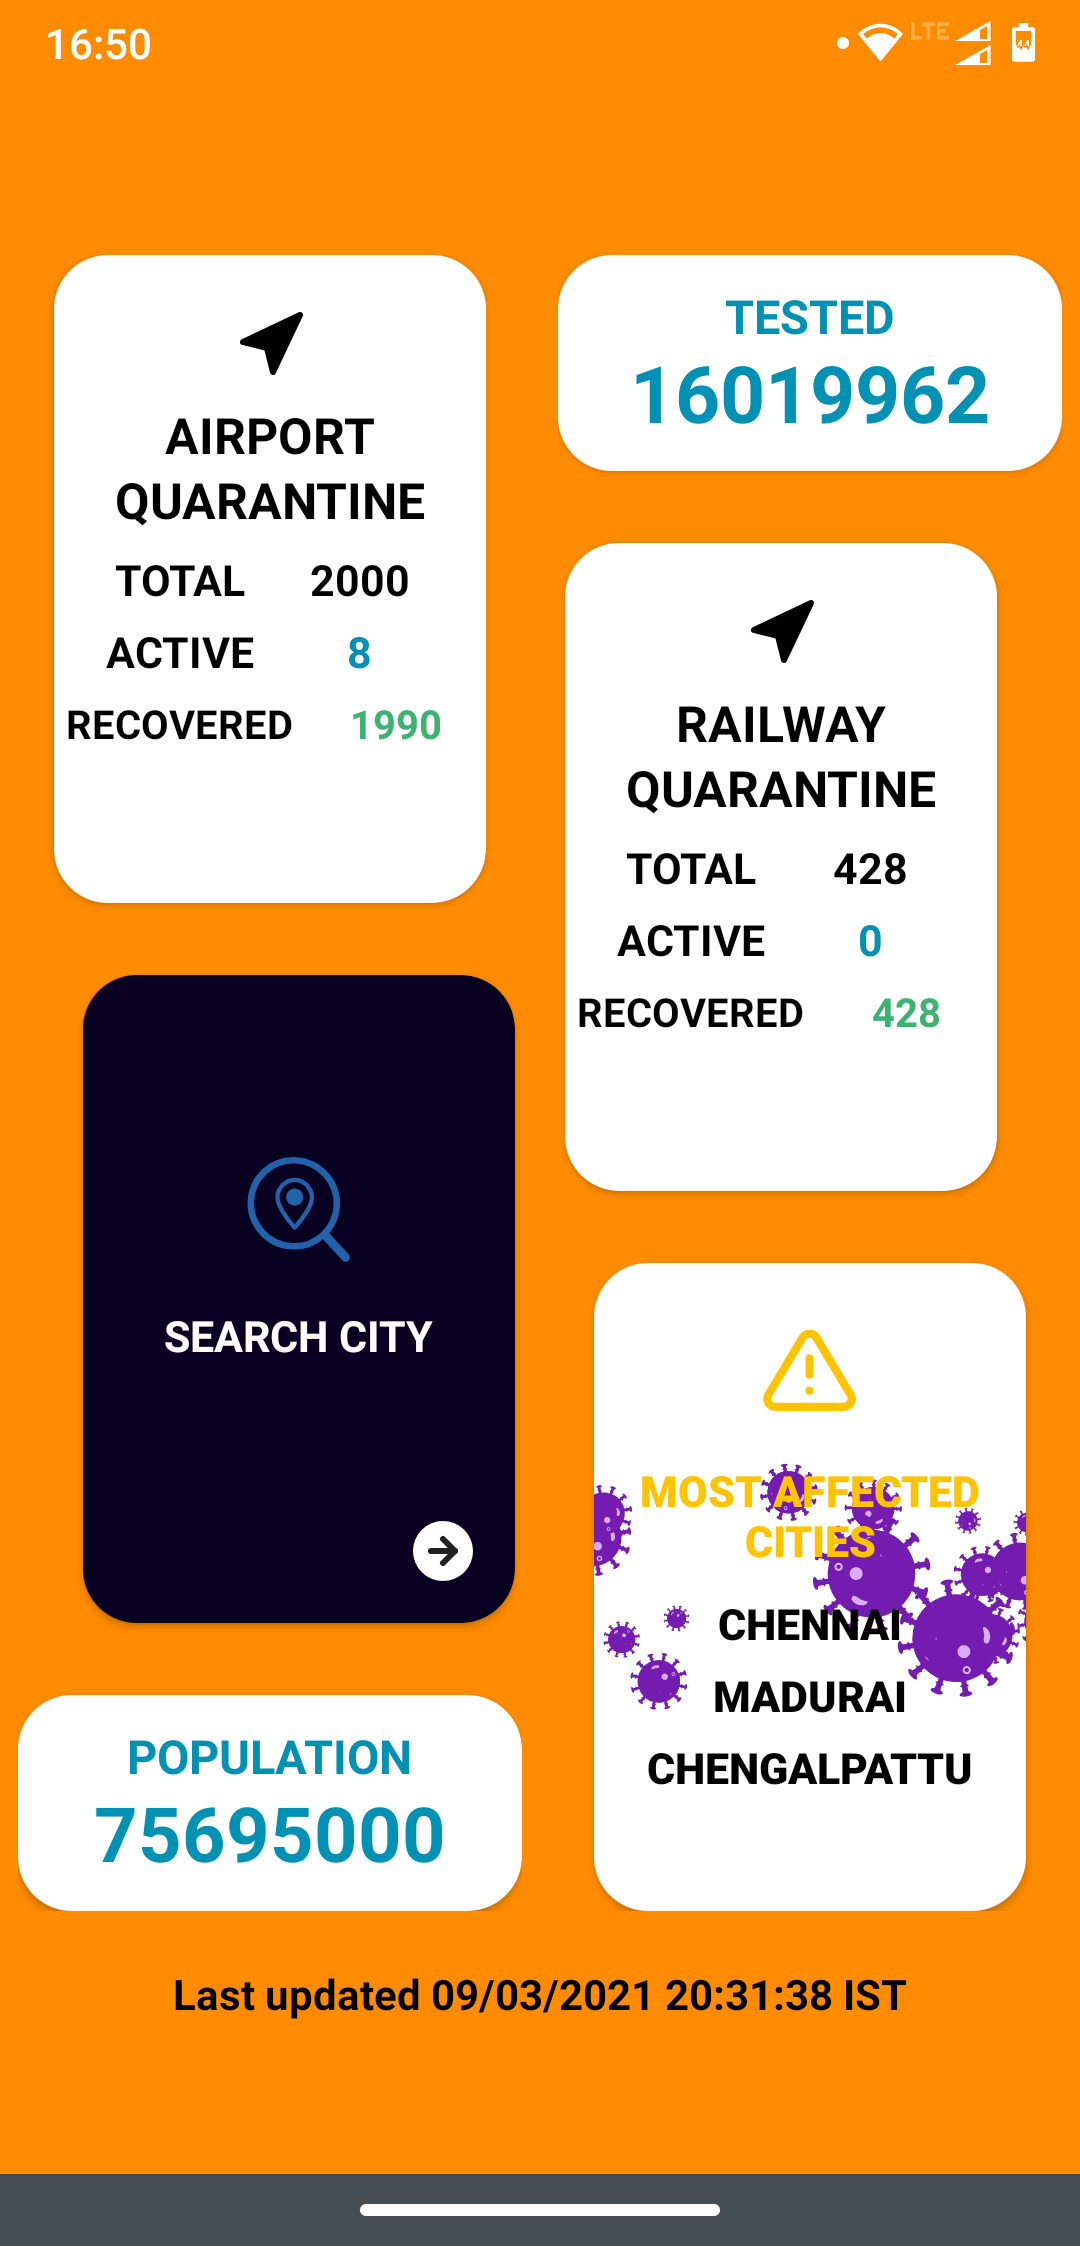 16:50
LTE
44
AIRPORT
QUARANTINE
TOTAL 2000
ACTIVE 8
RECOVERED 1990
TESTED
16019962
RAILWAY
QUARANTINE
TOTAL 428
ACTIVE 0
RECOVERED 428
SEARCH CITY
MOST AFFECTED
CITIES
CHENNAI
MADURAI
CHENGALPATTU
POPULATION
75695000
Last updated 09/03/2021 20:31:38 IST